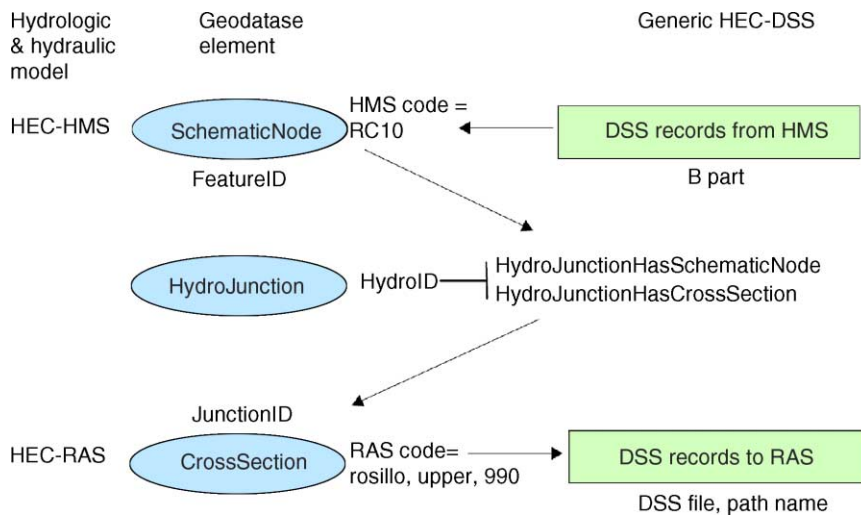 Hydrologic
& hydraulic
model
Geodatase
element
Generic HEC-DSS
HEC-HMS
SchematicNode
HMS code =
RC10
DSS records from HMS
FeatureID
B part
HydroJunction
HydroID
HydroJunctionHasSchematicNode
HydroJunctionHasCrossSection
JunctionID
HEC-RAS
CrossSection
RAS code=
rosillo, upper, 990
DSS records to RAS
DSS file, path name